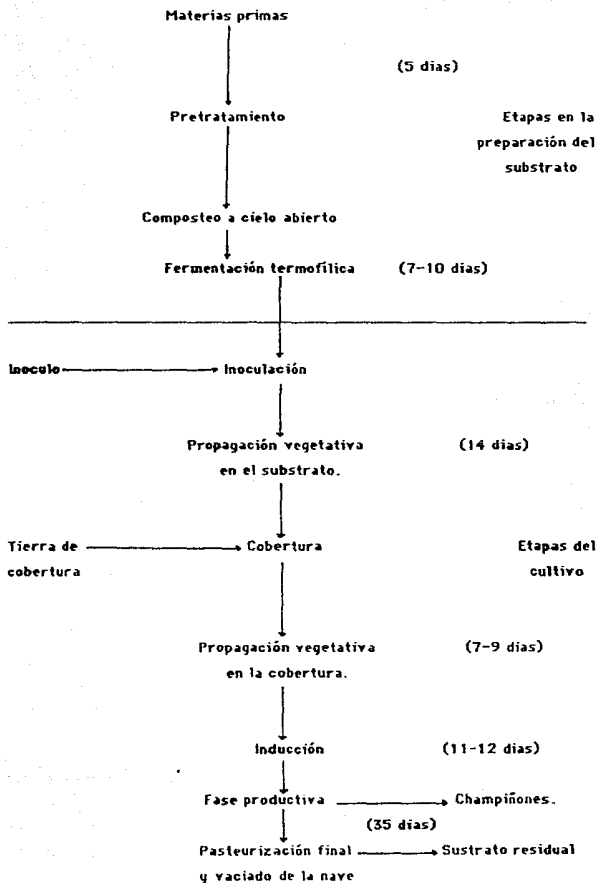 Materias primas
(5 dias)
Pretratamiento
Etapas en la
preparación del
substrato
Composteo a cielo abierto
Fermentación termofílica (7-10 dias)
Inoculo Inoculación
Propagación vegetativa (14 dias)
en el substrato.
Tierra de Cobertura Etapas del
cobertura cultivo
Propagación vegetativa (7-9 dias)
en la cobertura.
Inducción (11-12 dias)
Fase productiva Champiñones.
(35 dias)
Pasteurización final Sustrato residual
y vaciado de la nave